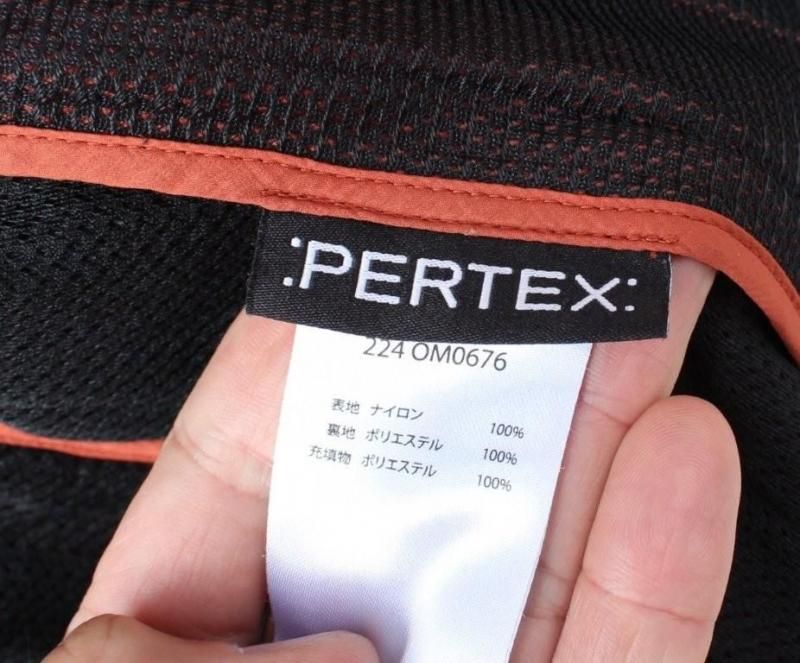 :PERTEX:
224 OM0676
表地 ナイロン 100%
裏地 ポリエステル 100%
充填物 ポリエステル 100%